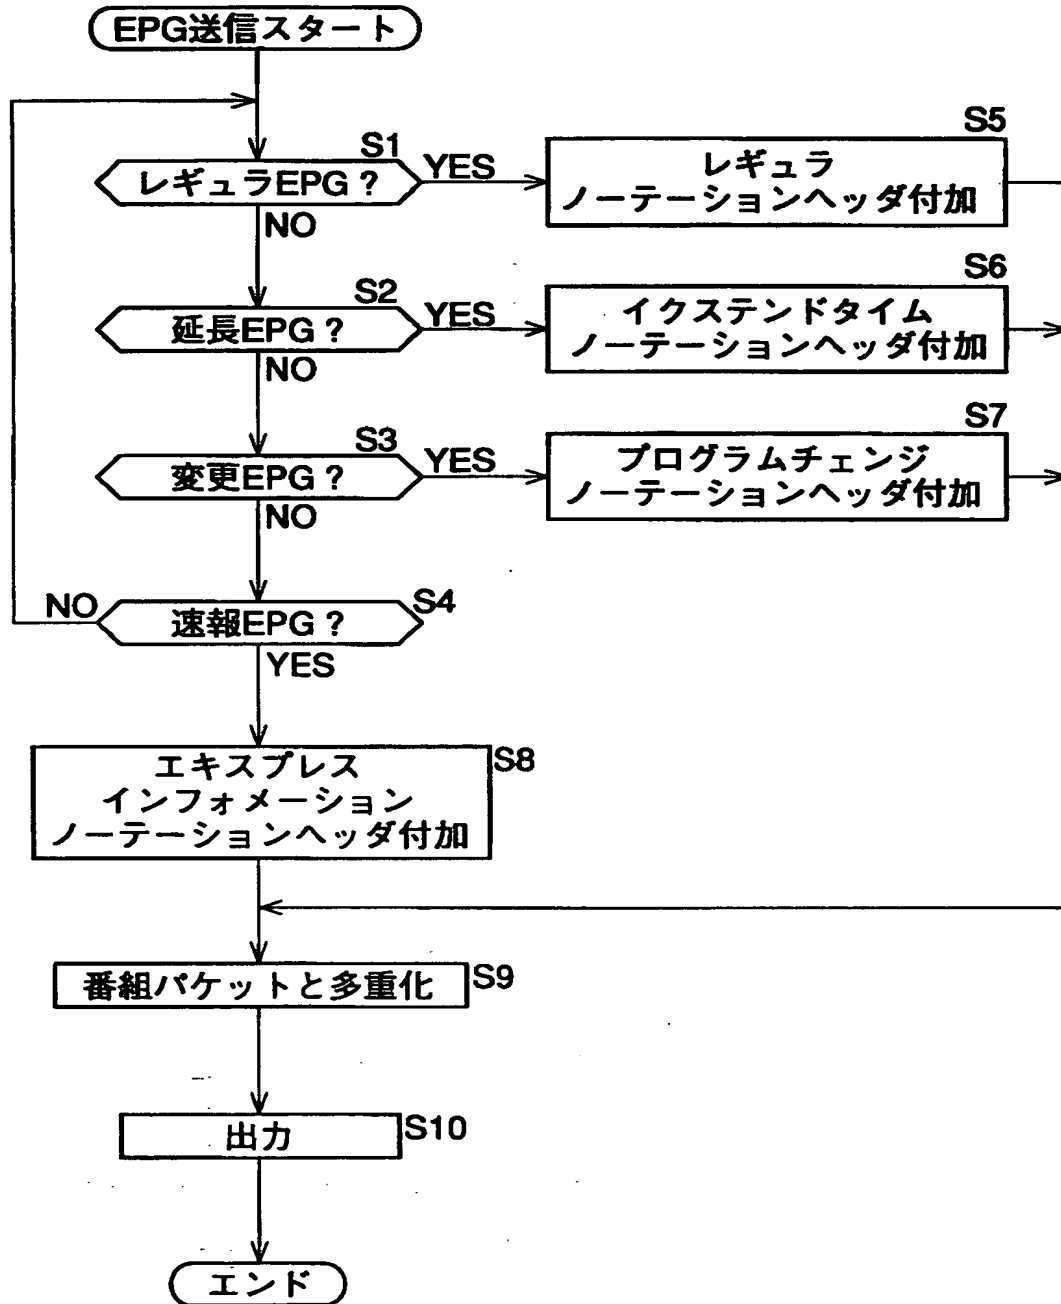 EPG送信スタート
S1
レギュラEPG?
YES
NO
S5
レギュラ
ノーテーションヘッダ付加
S2
延長EPG?
YES
NO
S6
イクステンドタイム
ノーテーションヘッダ付加
S3
変更EPG?
YES
NO
S7
プログラムチェンジ
ノーテーションヘッダ付加
NO
速報EPG?
S4
YES
エキスプレス
インフォメーション
ノーテーションヘッダ付加
S8
番組パケットと多重化
S9
出力
S10
エンド